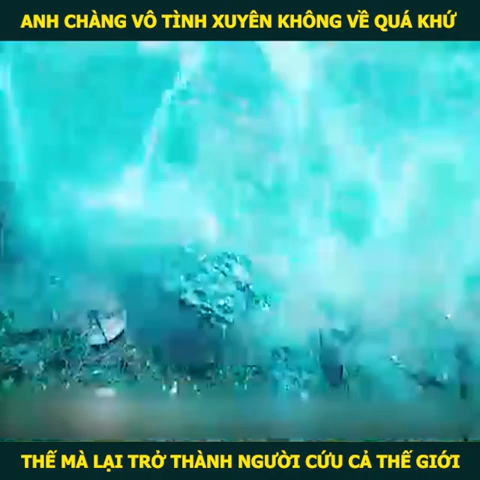 ANH CHÀNG VÔ TÌNH XUYÊN KHÔNG VỀ QUÁ KHỨ
THẾ MÀ LẠI TRỞ THÀNH NGƯỜI CỨU CẢ THẾ GIỚI